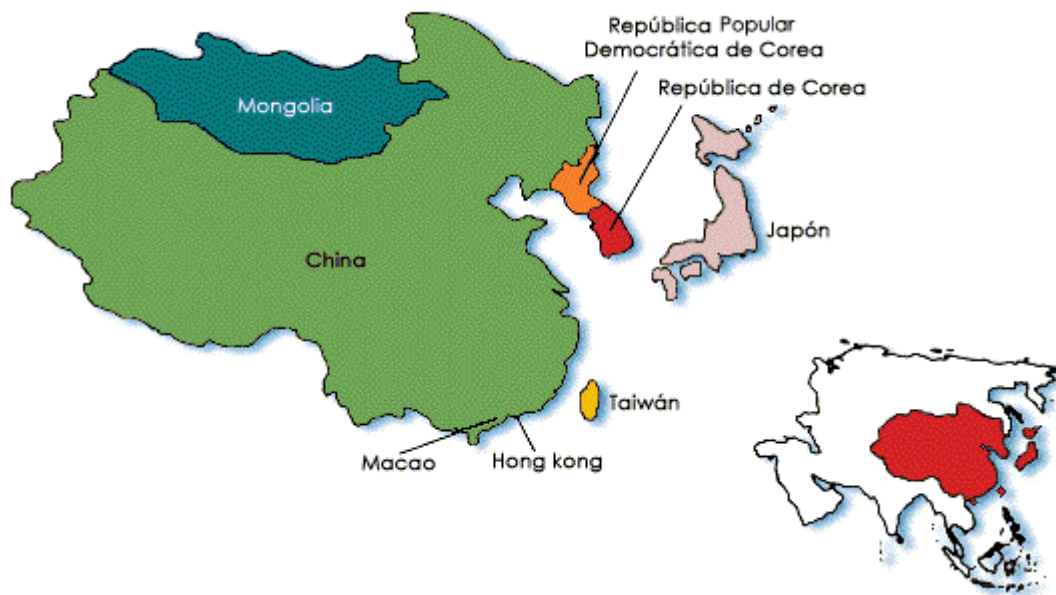 República Popular
Democrática de Corea
República de Corea
Mongolia
Japón
China
Taiwán
Macao
Hong kong